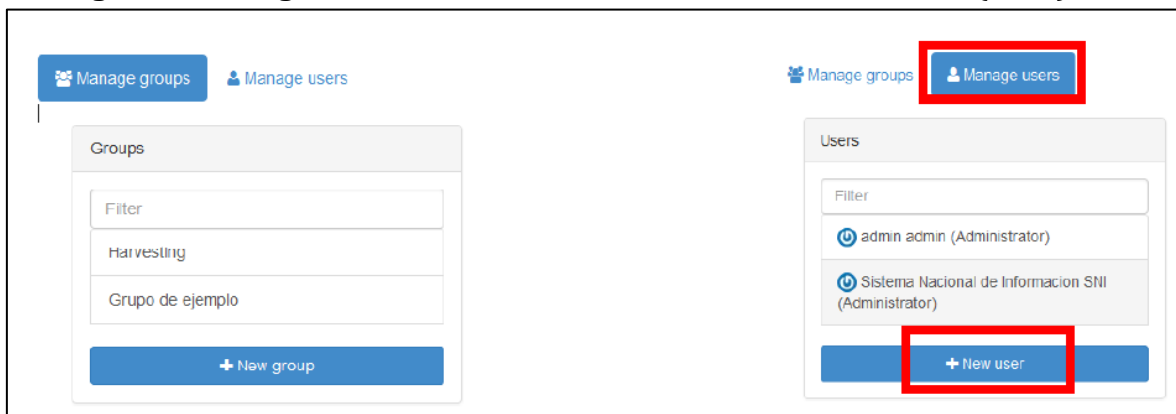 Manage groups Manage users
Groups
Filter
Harvesting
Grupo de ejemplo
+ New group
Manage groups Manage users
Users
Filter
admin admin (Administrator)
Sistema Nacional de Informacion SNI
(Administrator)
+ New user